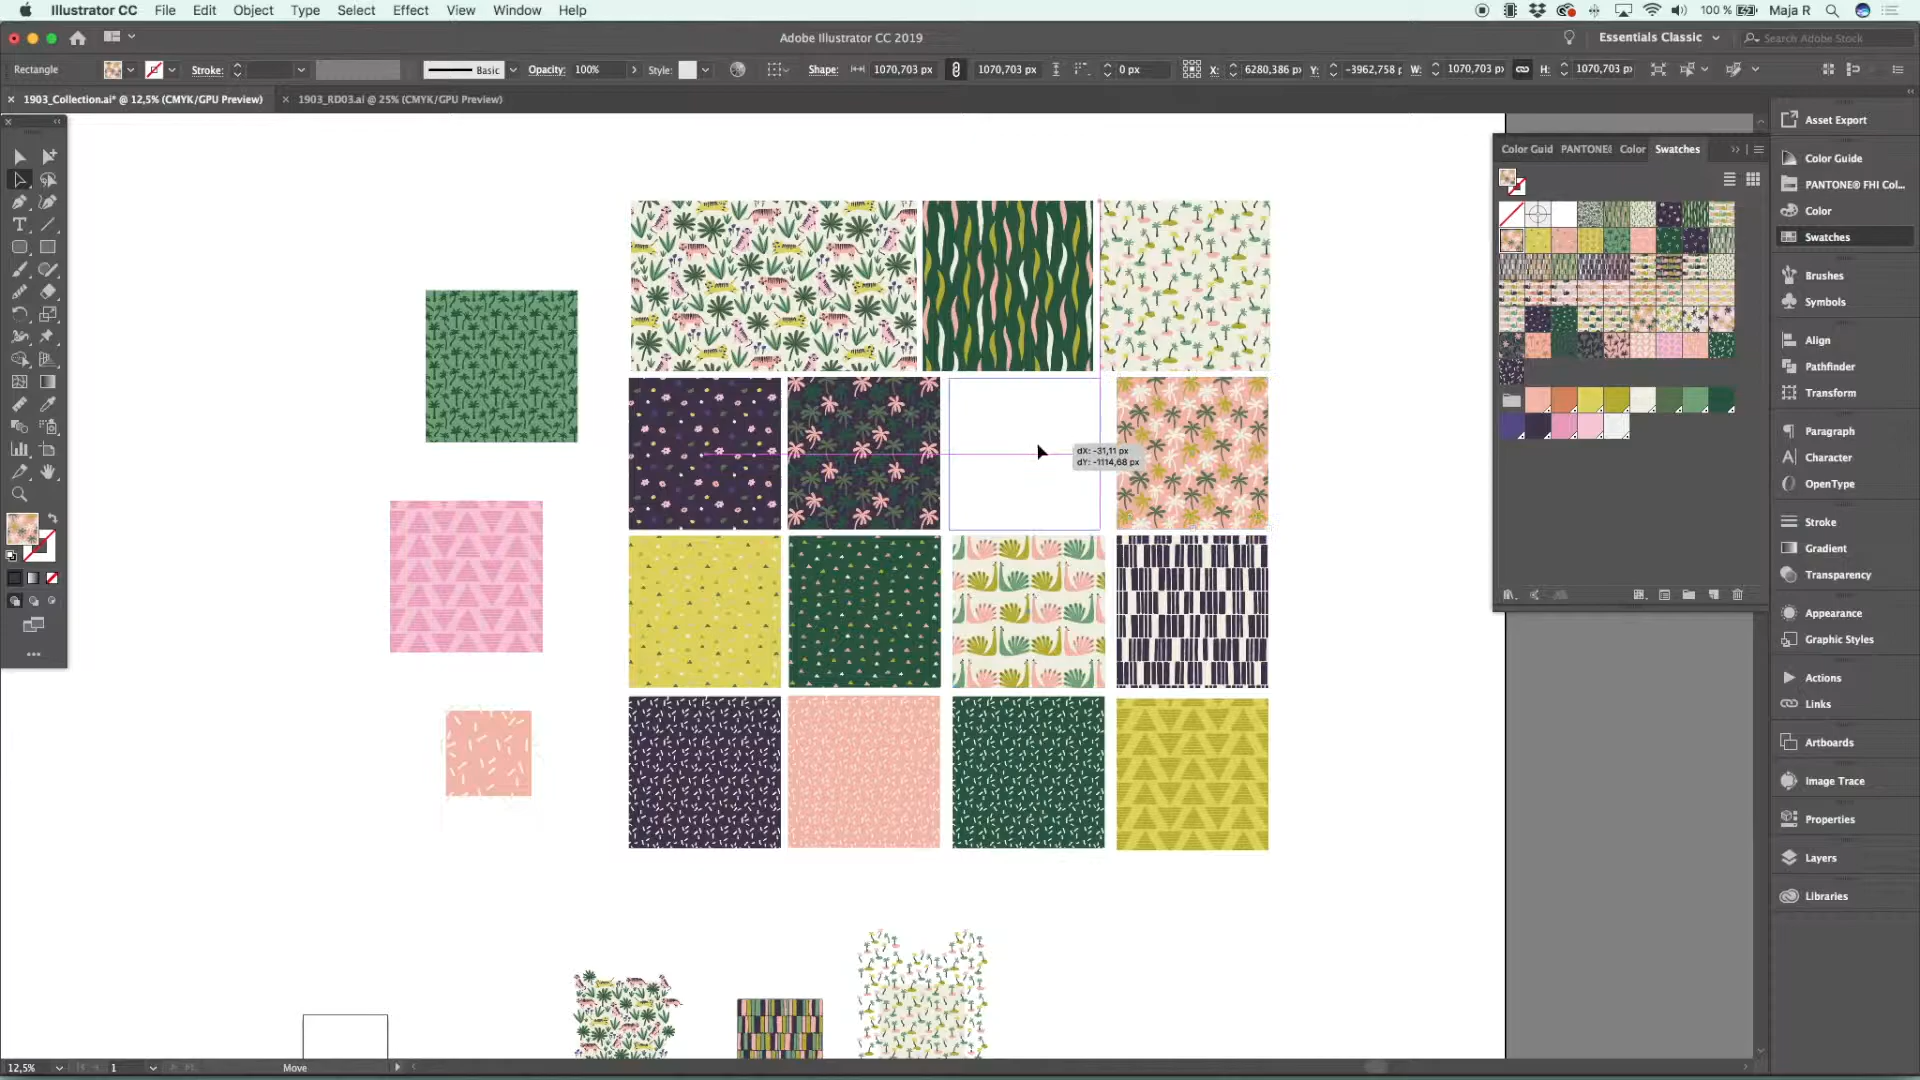 Illustrator CC File Edit Object Type Select Effect View Window Help 100 % Maja R
Adobe Illustrator CC 2019 Essentials Classic Search Adobe Stock
Rectangle Stroke: Basic Opacity: 100% Style: Shape: 1070,703 px 1070,703 px 0 px X: 6280,386 p Y: -3962,758 p W: 1070,703 p H: 1070,703 p
1903_Collection.ai* @ 12,5% (CMYK/GPU Preview) 1903_RD03.ai @ 25% (CMYK/GPU Preview)
Color Guid PANTONE® Color Swatches
dX: -31,11 px
dY: -1114,68 px
Asset Export
Color Guide
PANTONE® FHI Col...
Color
Swatches
Brushes
Symbols
Align
Pathfinder
Transform
Paragraph
Character
OpenType
Stroke
Gradient
Transparency
Appearance
Graphic Styles
Actions
Links
Artboards
Image Trace
Properties
Layers
Libraries
12,5% 1 Move